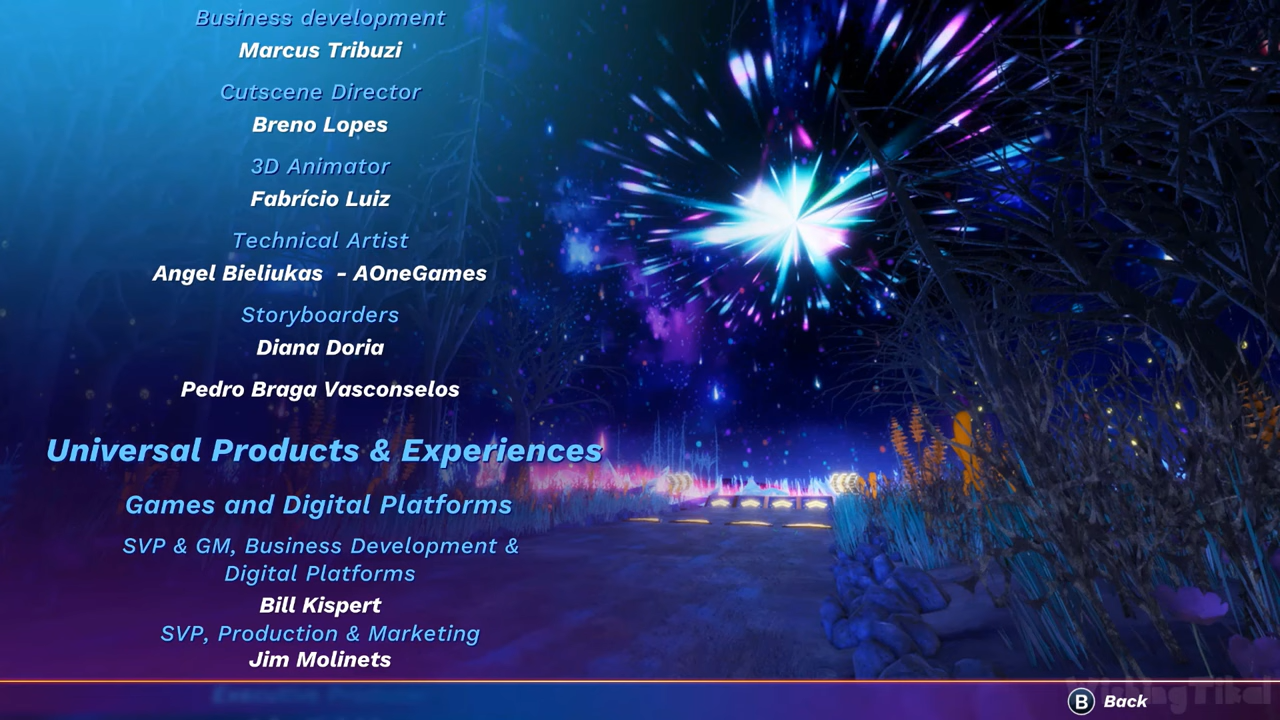 Business development
Marcus Tribuzi
Cutscene Director
Breno Lopes
3D Animator
Fabrício Luiz
Technical Artist
Angel Bieliukas - AOneGames
Storyboarders
Diana Doria
Pedro Braga Vasconselos
Universal Products & Experiences
Games and Digital Platforms
SVP & GM, Business Development &
Digital Platforms
Bill Kispert
SVP, Production & Marketing
Jim Molinets
B Back